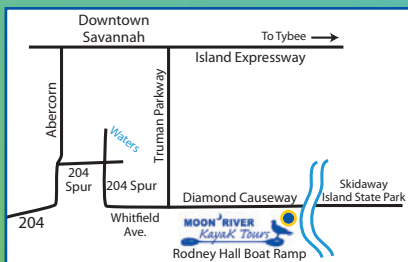 Downtown
Savannah
To Tybee
Island Expressway
Abercorn
Waters
Truman Parkway
204
Spur
204 Spur
204
Whitfield
Ave.
Diamond Causeway
Skidaway
Island State Park
MOON RIVER
KAYAK TOURS
Rodney Hall Boat Ramp